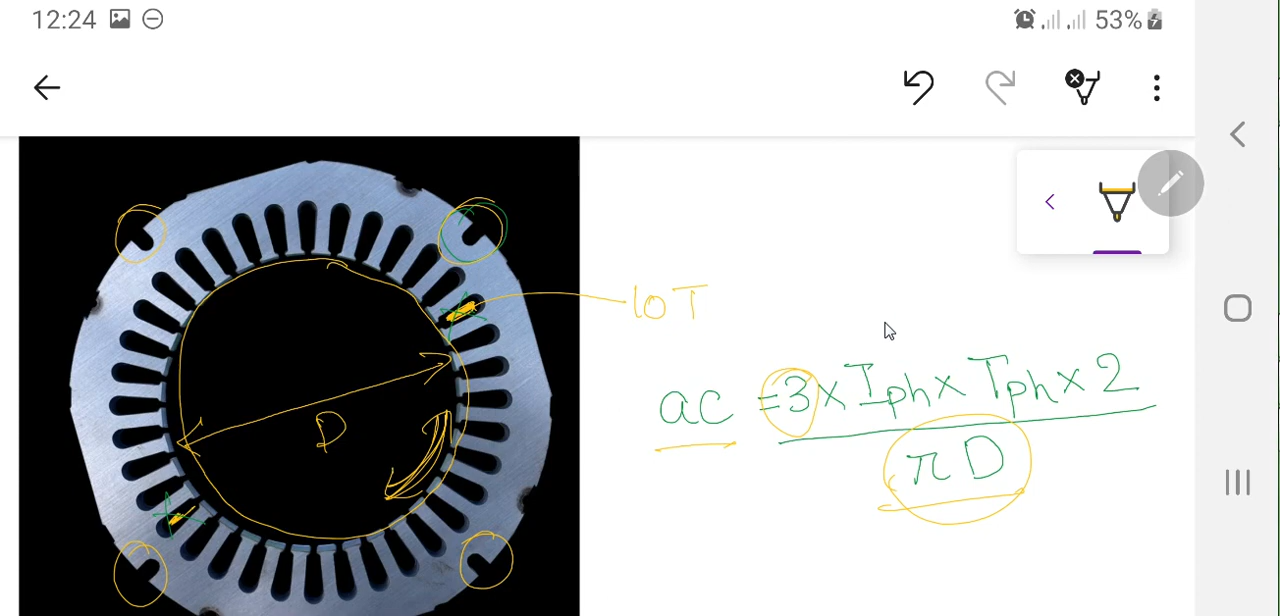 12:24 53%
10T
ac = 3 × Iph × Tph × 2
πD
D